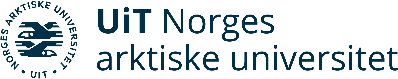 NORGES ARKTISKE UNIVERSITET
· UIT ·
UiT Norges
arktiske universitet